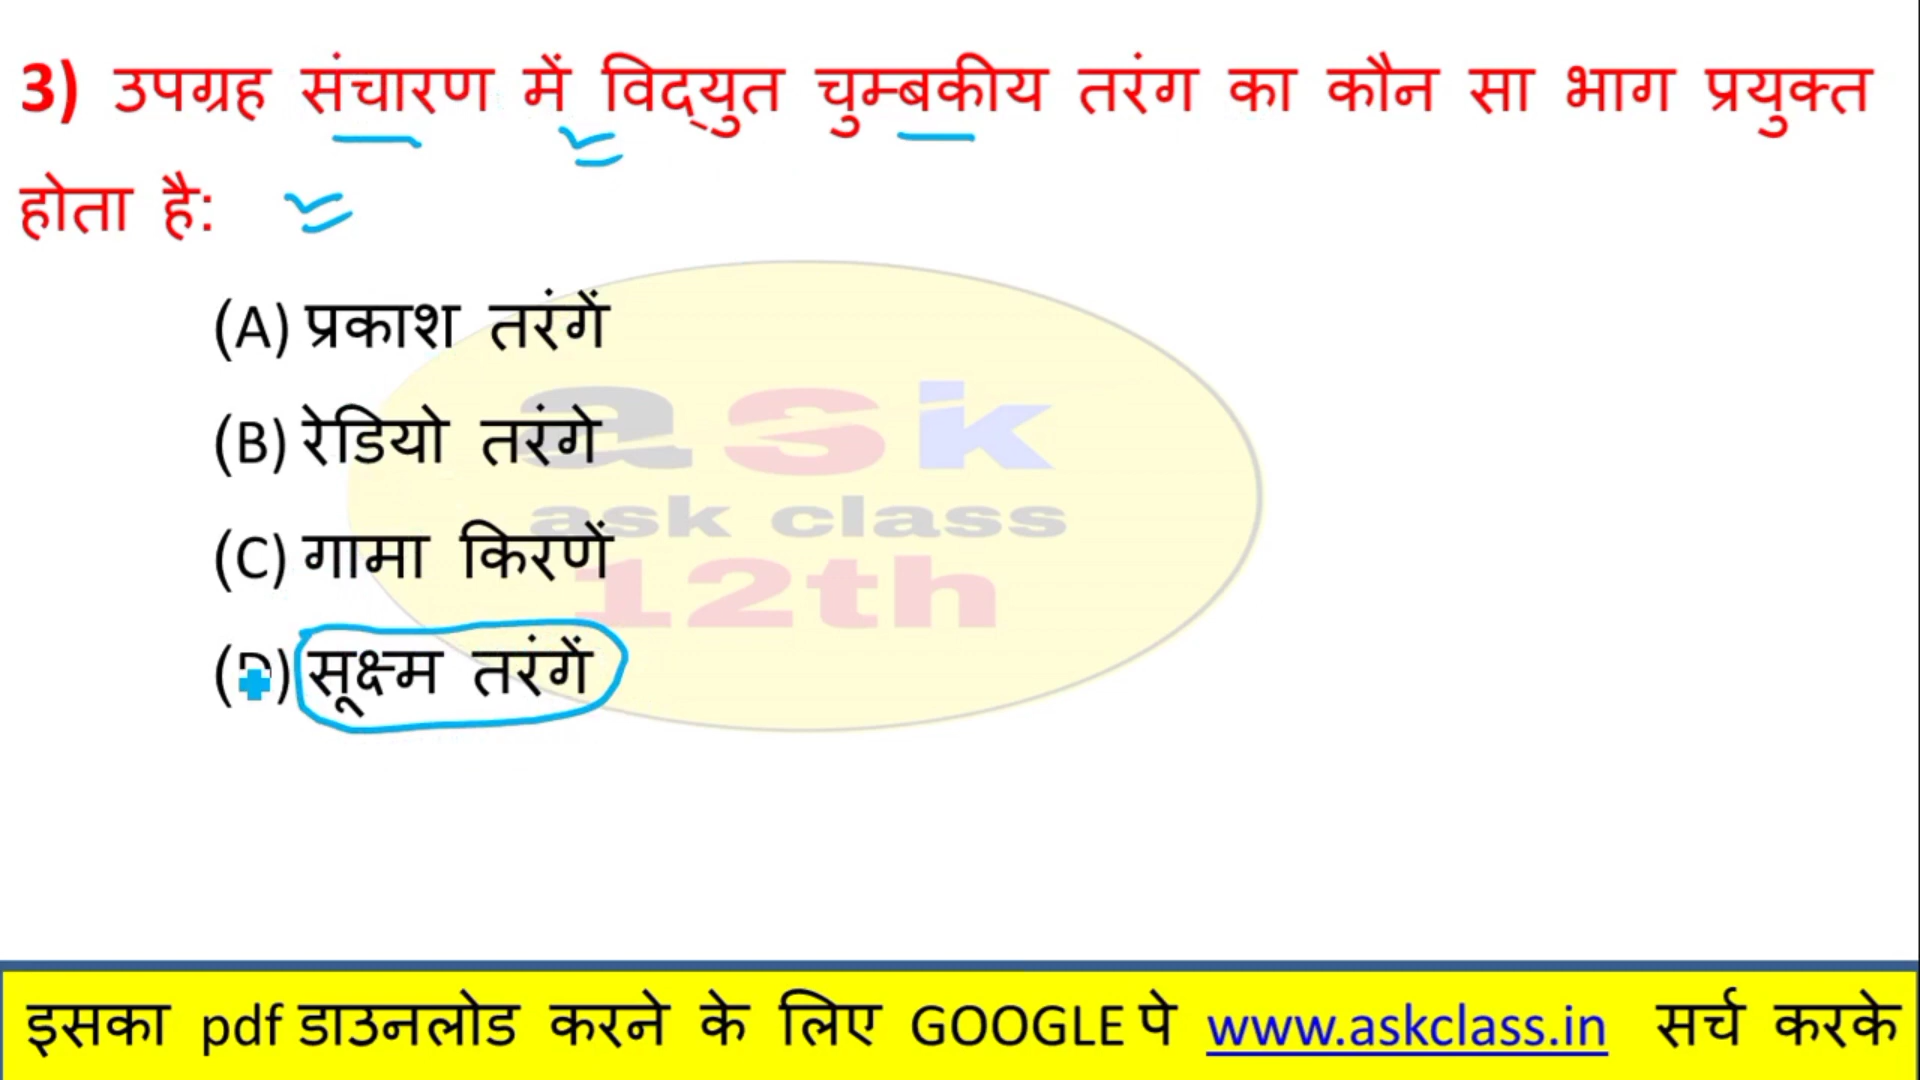 3) उपग्रह संचारण में विद्‌युत चुम्बकीय तरंग का कौन सा भाग प्रयुक्त
होता है:
(A) प्रकाश तरंगें
(B) रेडियो तरंगे
(C) गामा किरणें
(D) सूक्ष्म तरंगें
ask
ask class
12th
इसका pdf डाउनलोड करने के लिए GOOGLE पे www.askclass.in सर्च करके